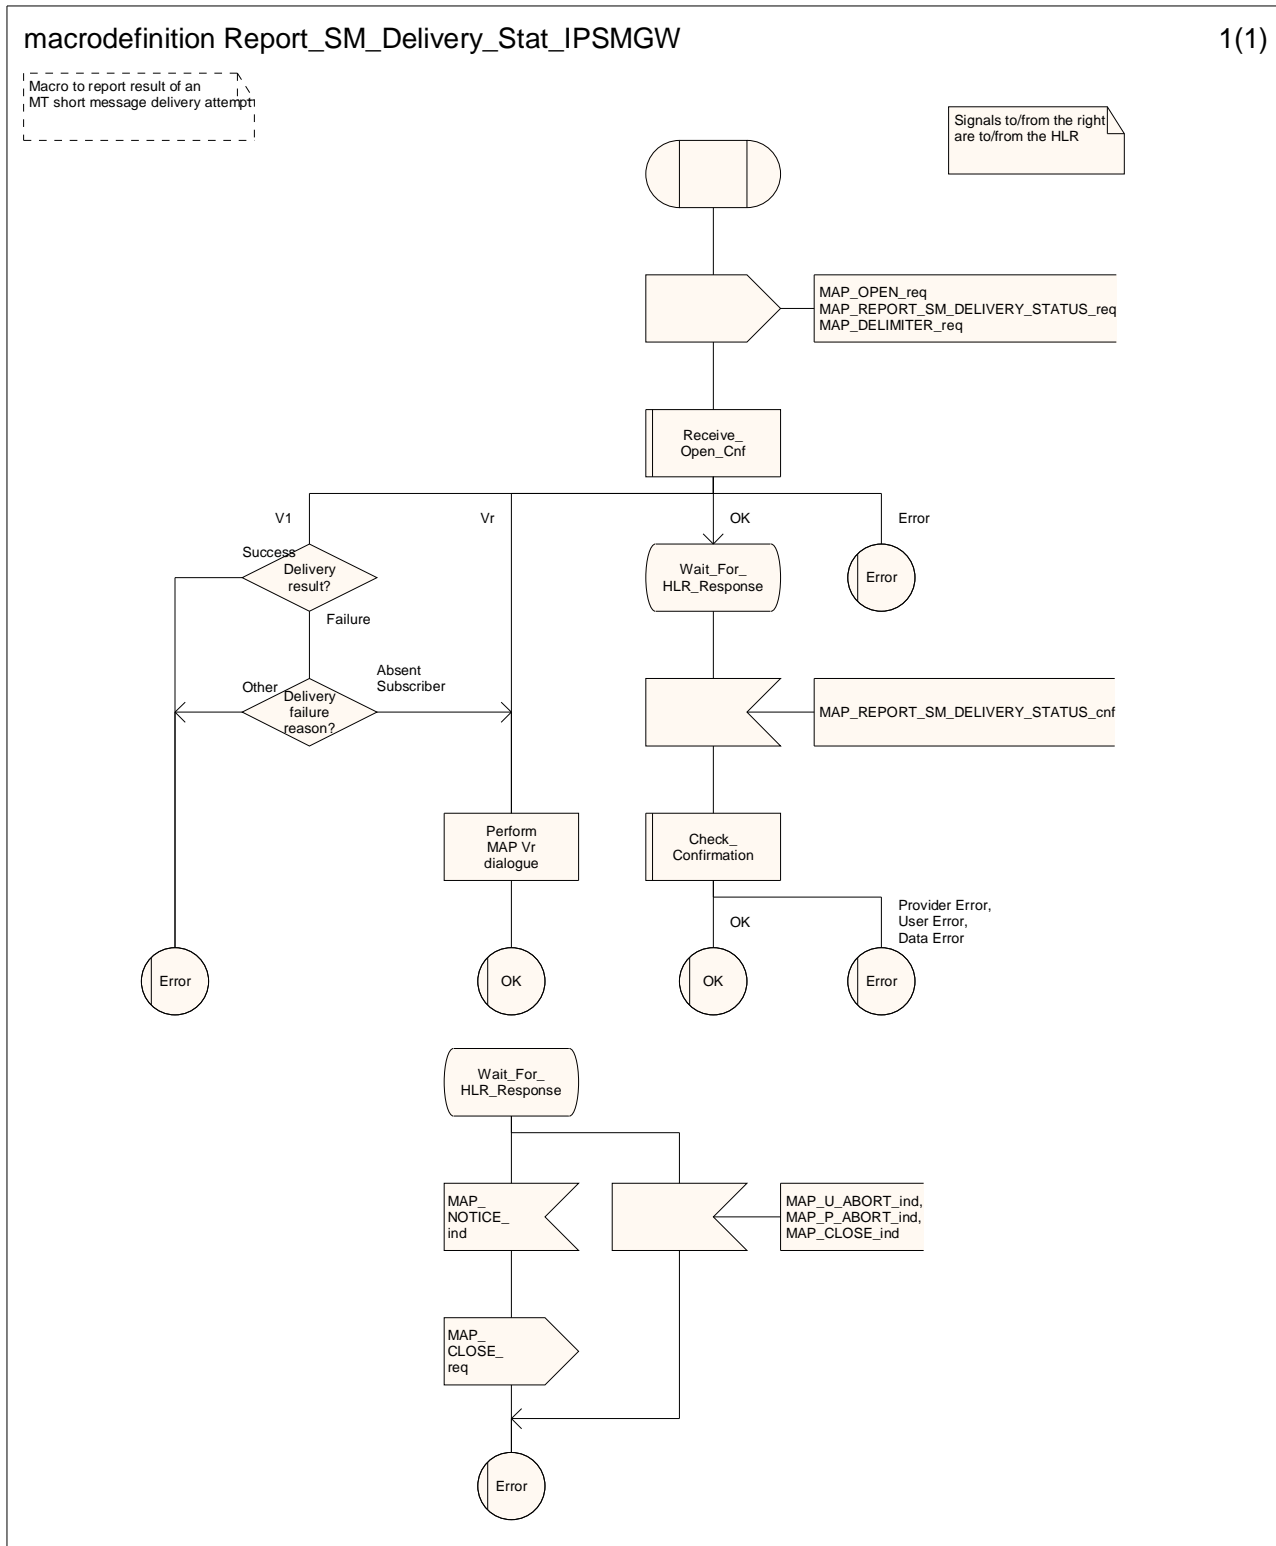 macrodefinition Report_SM_Delivery_Stat_IPSMGW
1(1)
Macro to report result of an
MT short message delivery attempt
Signals to/from the right
are to/from the HLR
MAP_OPEN_req
MAP_REPORT_SM_DELIVERY_STATUS_req
MAP_DELIMITER_req
Receive_
Open_Cnf
V1
Vr
OK
Error
Success
Delivery
result?
Wait_For_
HLR_Response
Error
Failure
Absent
Subscriber
Other
Delivery
failure
reason?
MAP_REPORT_SM_DELIVERY_STATUS_cnf
Perform
MAP Vr
dialogue
Check_
Confirmation
OK
Provider Error,
User Error,
Data Error
Error
OK
OK
Error
Wait_For_
HLR_Response
MAP_
NOTICE_
ind
MAP_U_ABORT_ind,
MAP_P_ABORT_ind,
MAP_CLOSE_ind
MAP_
CLOSE_
req
Error